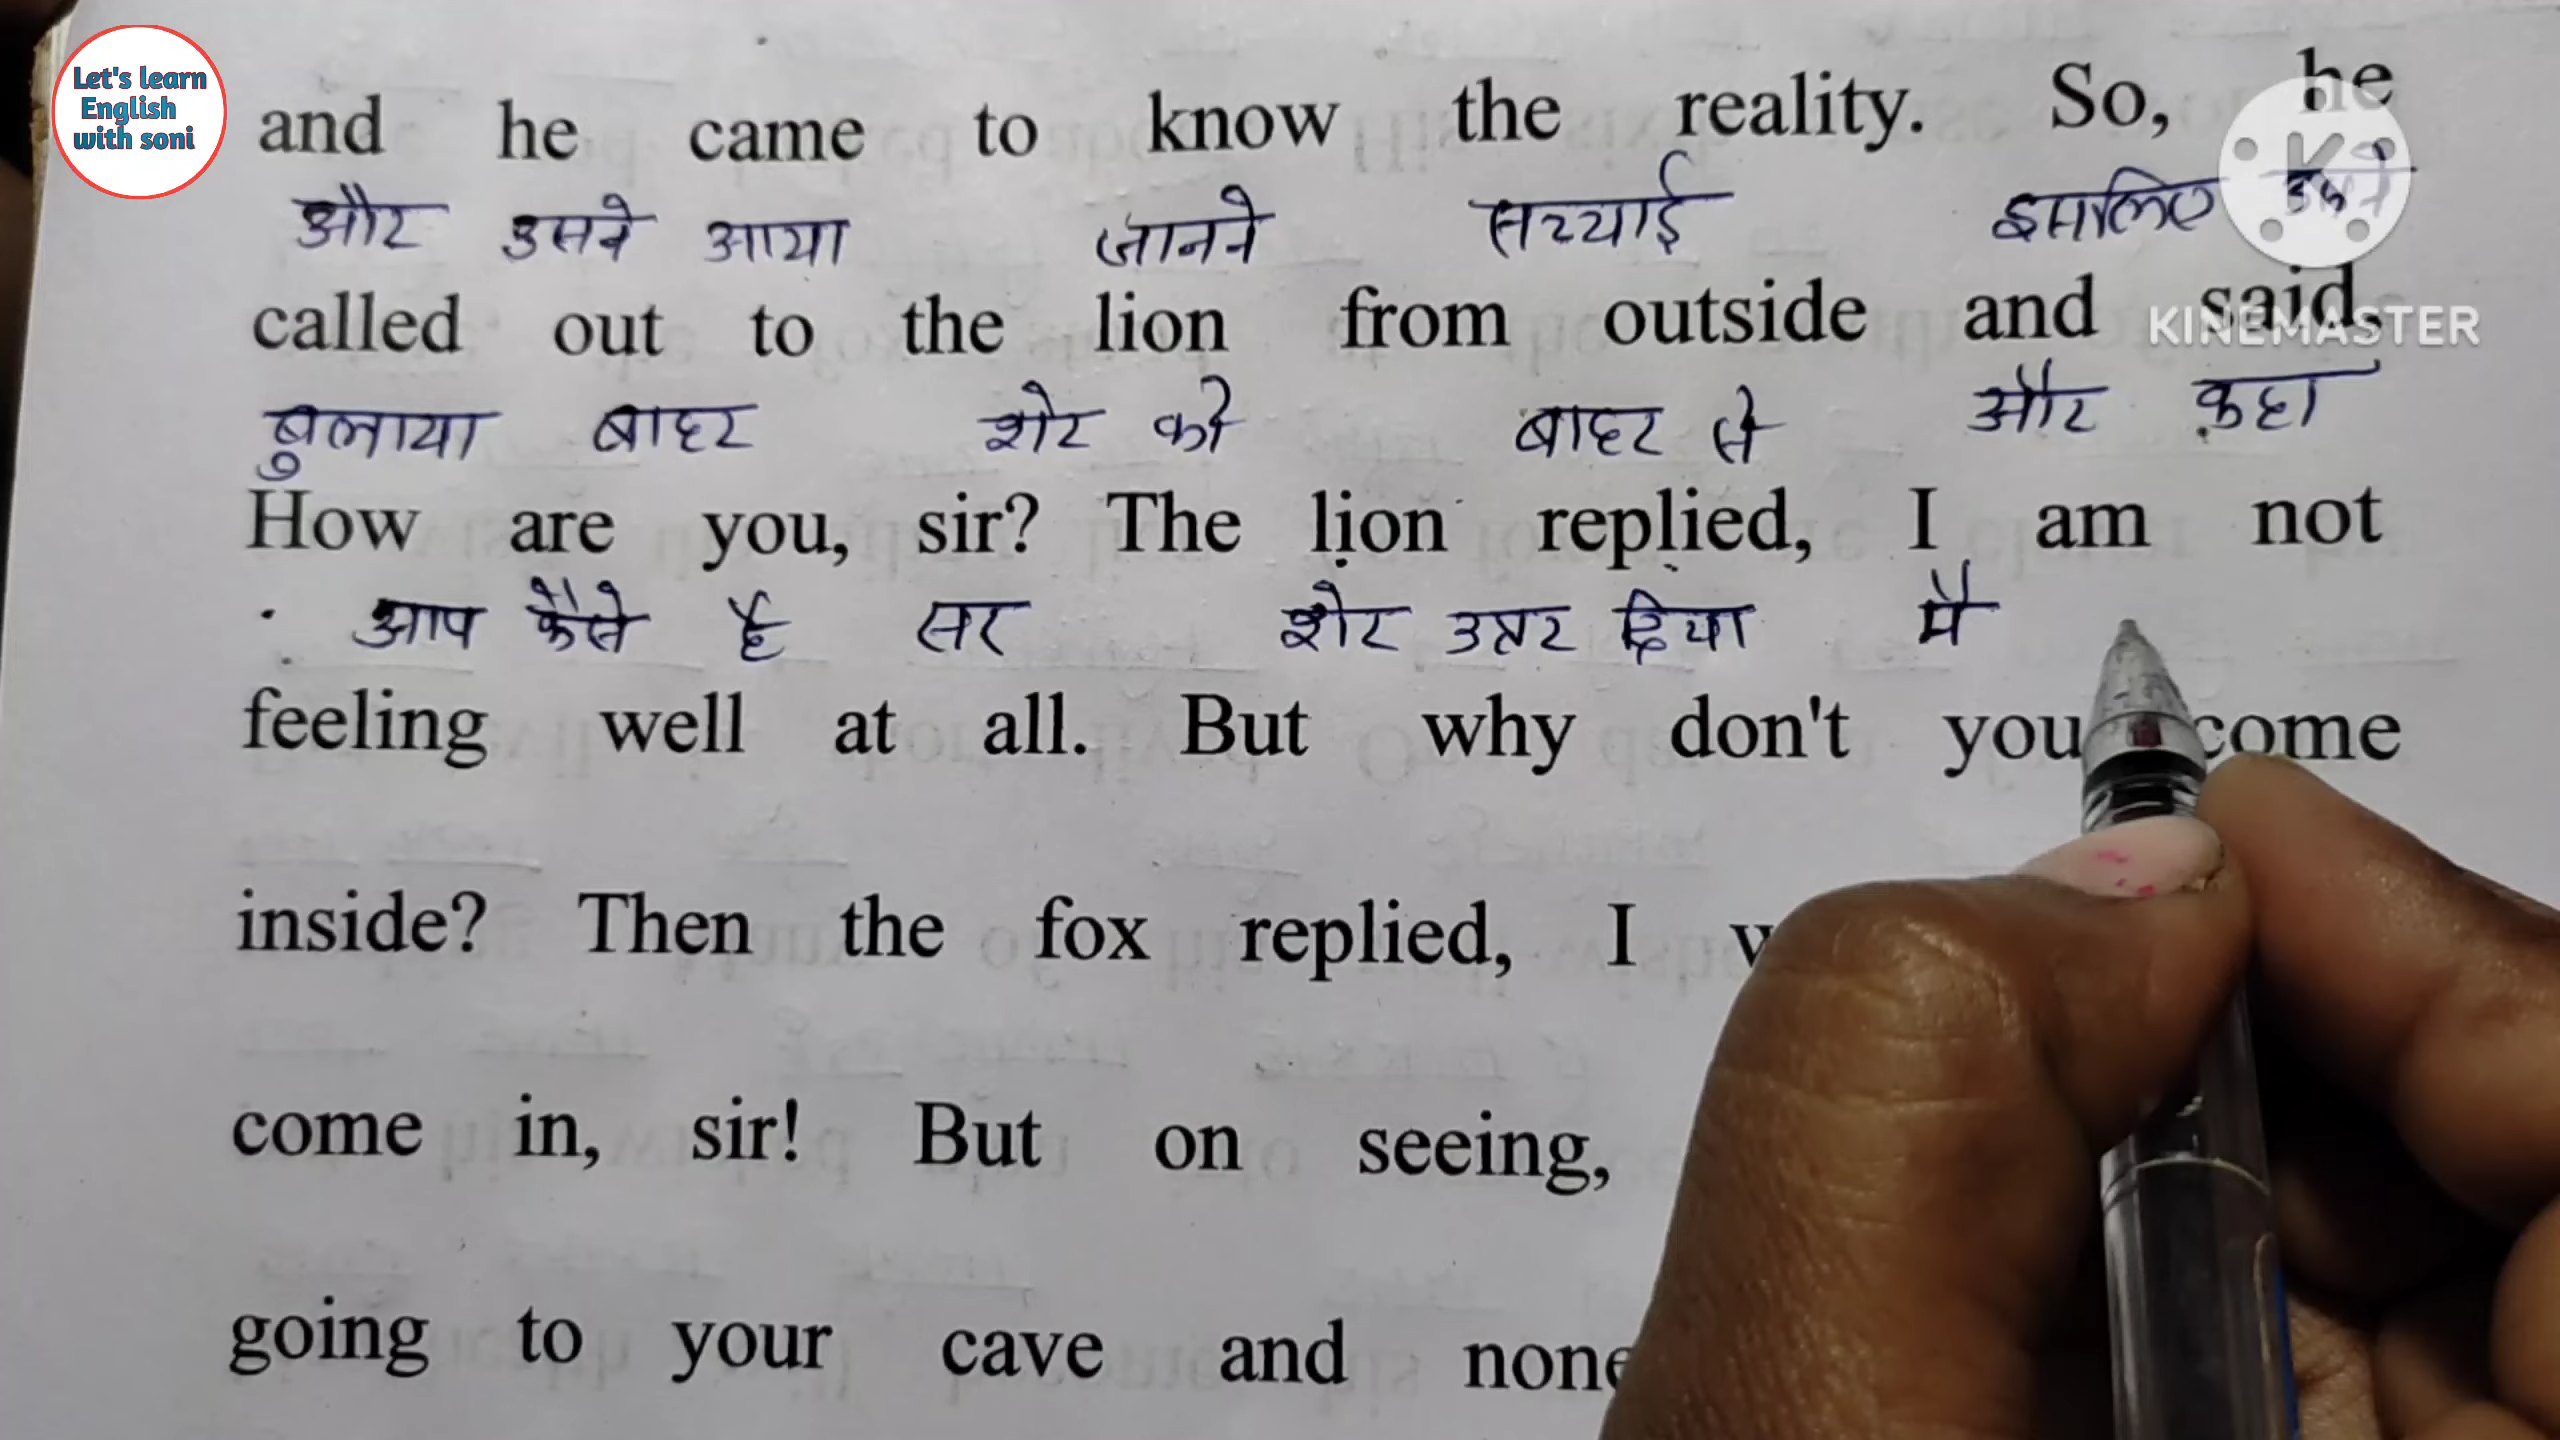 Let's learn
English
with soni
and he came to know the reality. So, he
और उसने आया जानने सच्चाई इसलिए उसने
called out to the lion from outside and said,
KINEMASTER
बुलाया बाहर शेर को बाहर से और कहा
How are you, sir? The lion replied, I am not
आप कैसे है सर शेर उत्तर दिया मै
feeling well at all. But why don't you come
inside? Then the fox replied, I
come in, sir! But on seeing,
going to your cave and none